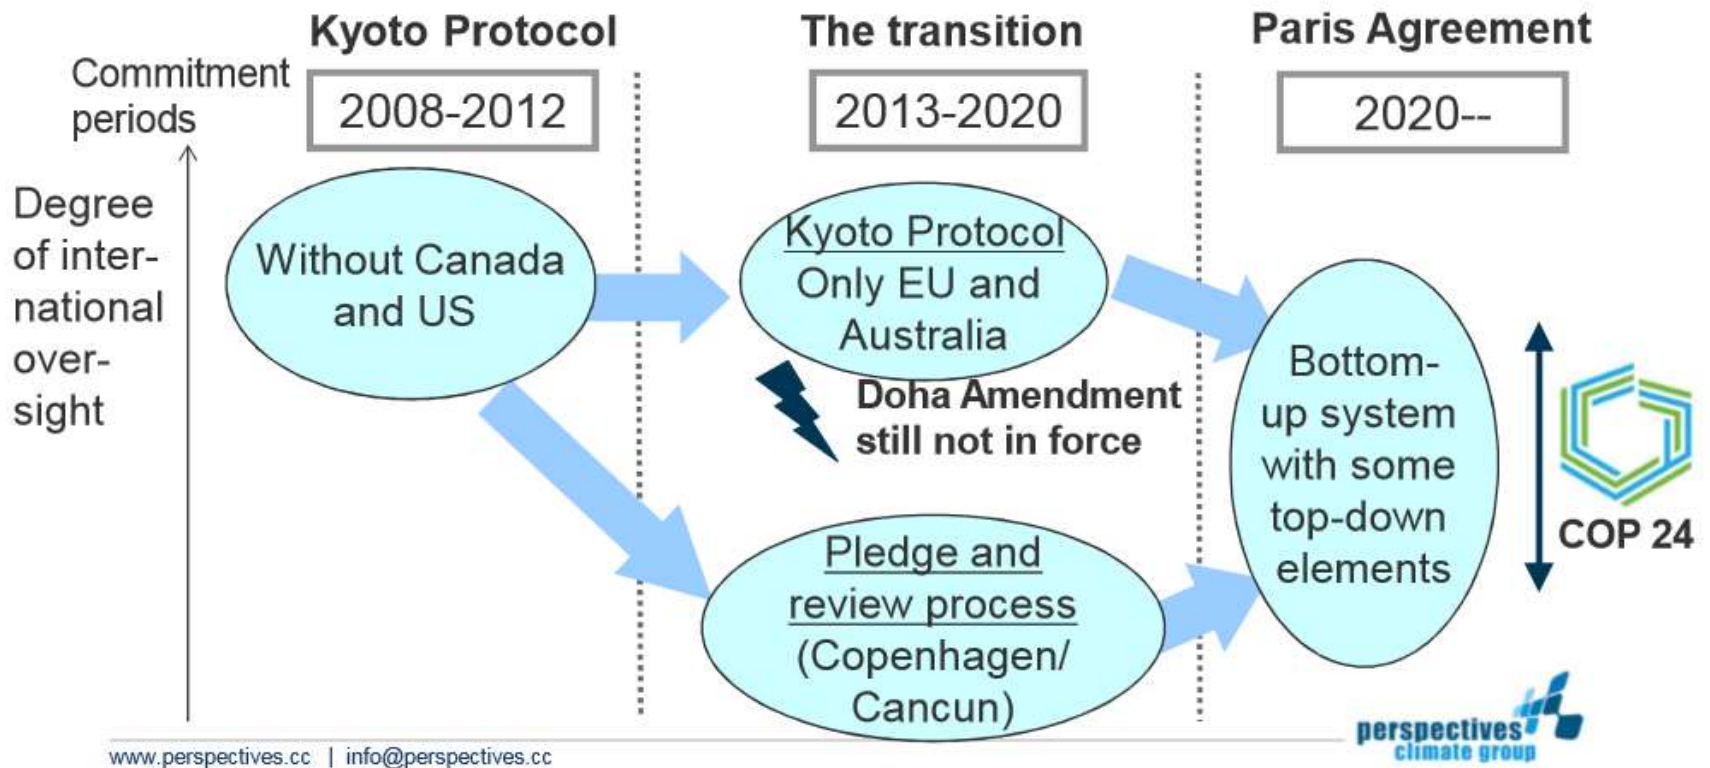 Kyoto Protocol
The transition
Paris Agreement
Commitment
periods
2008-2012
2013-2020
2020--
Degree
of inter-
national
over-
sight
Without Canada
and US
Kyoto Protocol
Only EU and
Australia
Doha Amendment
still not in force
Pledge and
review process
(Copenhagen/
Cancun)
Bottom-
up system
with some
top-down
elements
COP 24
www.perspectives.cc | info@perspectives.cc
perspectives
climate group